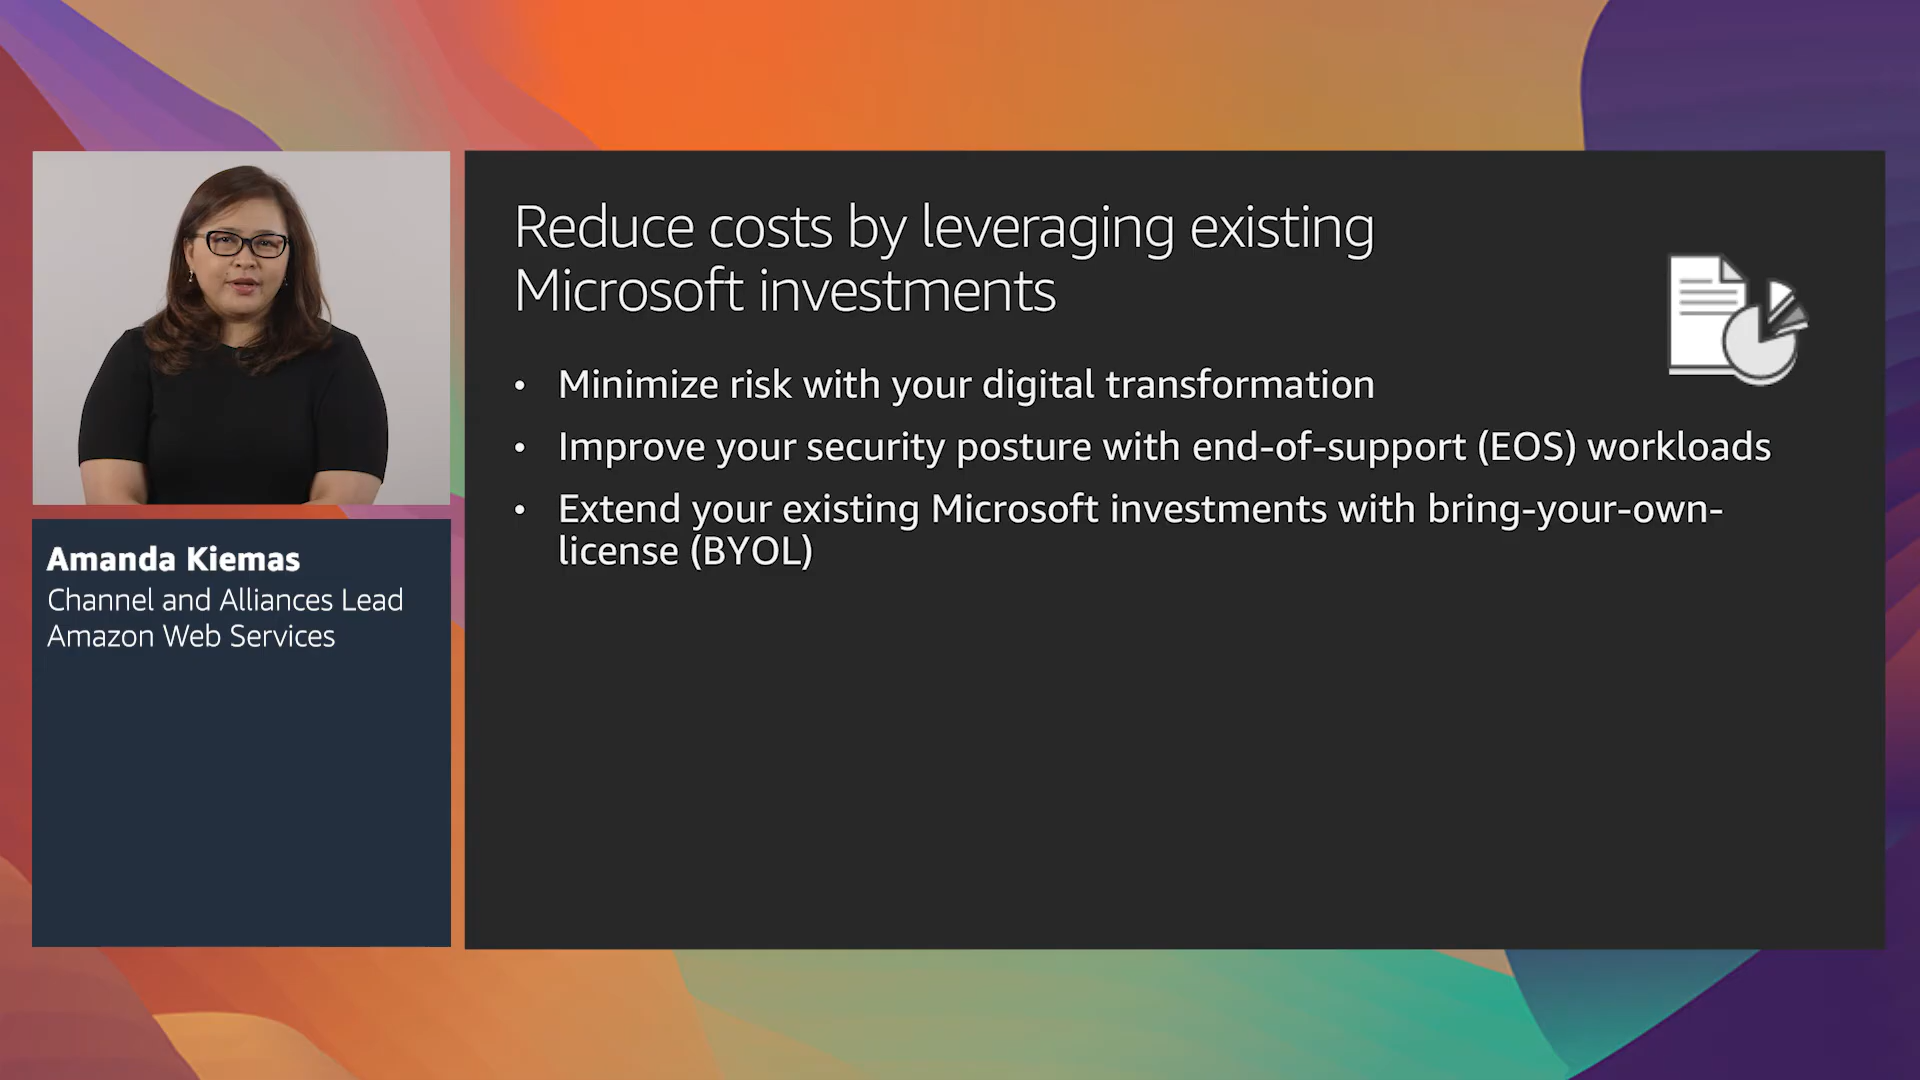 Reduce costs by leveraging existing
Microsoft investments
• Minimize risk with your digital transformation
• Improve your security posture with end-of-support (EOS) workloads
• Extend your existing Microsoft investments with bring-your-own-
license (BYOL)
Amanda Kiemas
Channel and Alliances Lead
Amazon Web Services